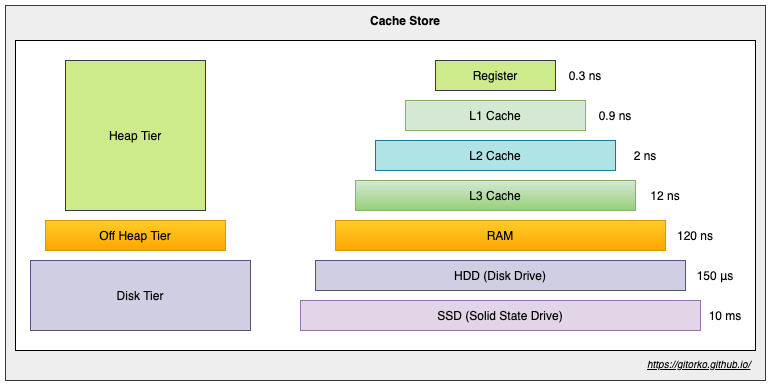 Cache Store
Heap Tier
Register
0.3 ns
L1 Cache
0.9 ns
L2 Cache
2 ns
L3 Cache
12 ns
Off Heap Tier
RAM
120 ns
Disk Tier
HDD (Disk Drive)
150 µs
SSD (Solid State Drive)
10 ms
https://gitorko.github.io/